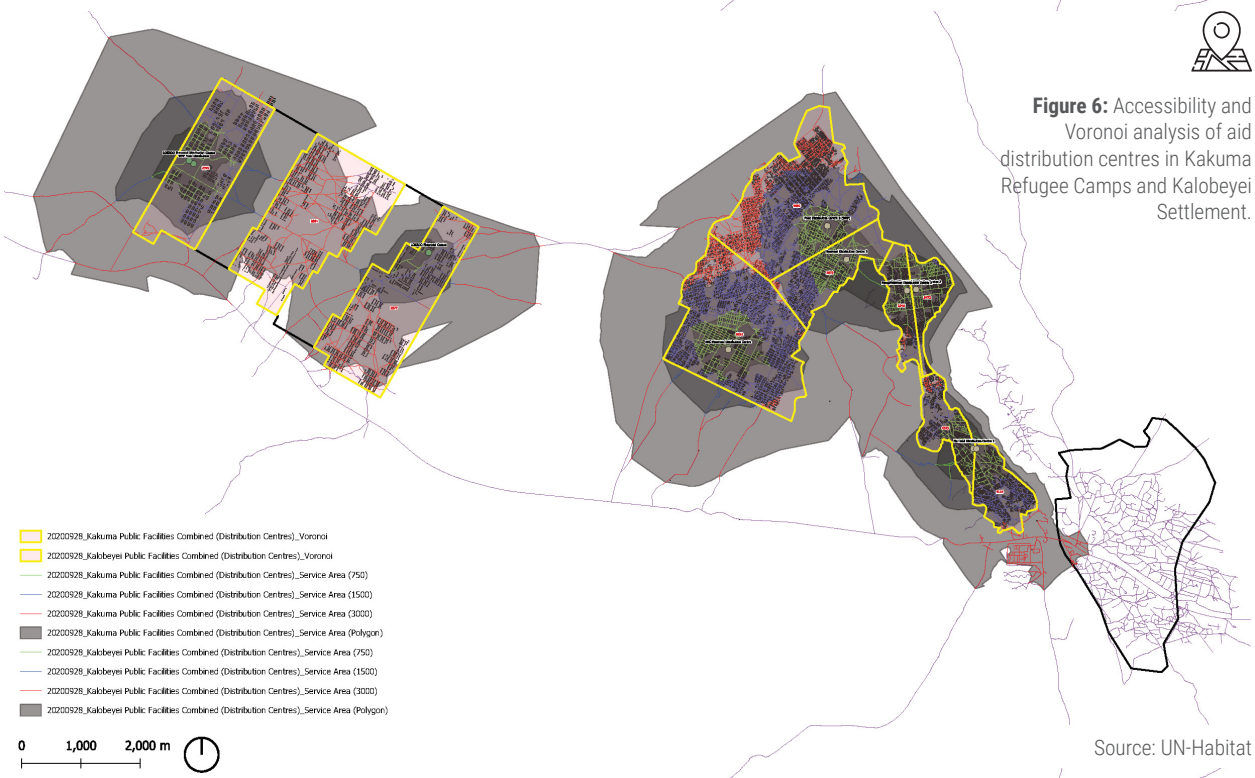 Figure 6: Accessibility and
Voronoi analysis of aid
distribution centres in Kakuma
Refugee Camps and Kalobeyei
Settlement.
20200928_Kakuma Public Facilities Combined (Distribution Centres)_Voronoi
20200928_Kalobeyei Public Facilities Combined (Distribution Centres)_Voronoi
20200928_Kakuma Public Facilities Combined (Distribution Centres)_Service Area (750)
20200928_Kakuma Public Facilities Combined (Distribution Centres)_Service Area (1500)
20200928_Kakuma Public Facilities Combined (Distribution Centres)_Service Area (3000)
20200928_Kakuma Public Facilities Combined (Distribution Centres)_Service Area (Polygon)
20200928_Kalobeyei Public Facilities Combined (Distribution Centres)_Service Area (750)
20200928_Kalobeyei Public Facilities Combined (Distribution Centres)_Service Area (1500)
20200928_Kalobeyei Public Facilities Combined (Distribution Centres)_Service Area (3000)
20200928_Kalobeyei Public Facilities Combined (Distribution Centres)_Service Area (Polygon)
0 1,000 2,000 m
Source: UN-Habitat